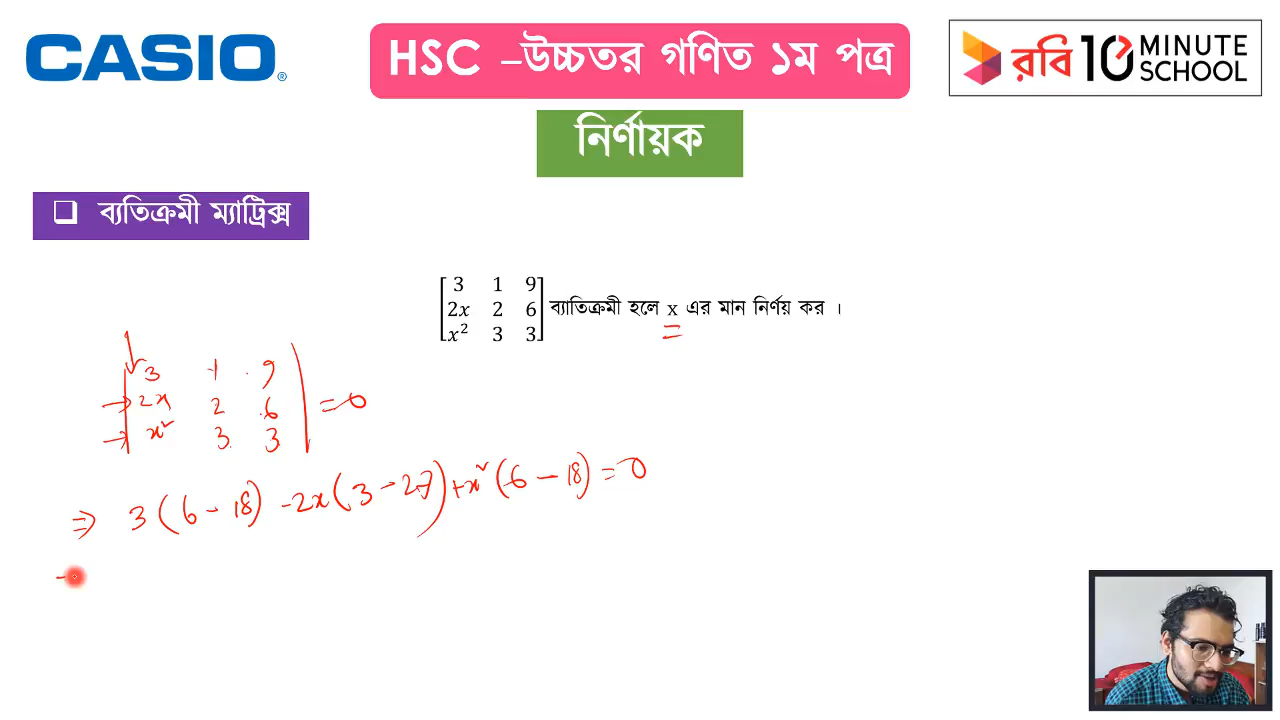 CASIO®
HSC –উচ্চতর গণিত ১ম পত্র
রবি 10 MINUTE SCHOOL
নির্ণায়ক
❑ ব্যতিক্রমী ম্যাট্রিক্স
[3 1 9
2x 2 6
x² 3 3] ব্যাতিক্রমী হলে x এর মান নির্ণয় কর ।
3 1 9
2x 2 6 = 0
x² 3 3
⇒ 3(6 - 18) - 2x(3 - 27) + x²(6 - 18) = 0